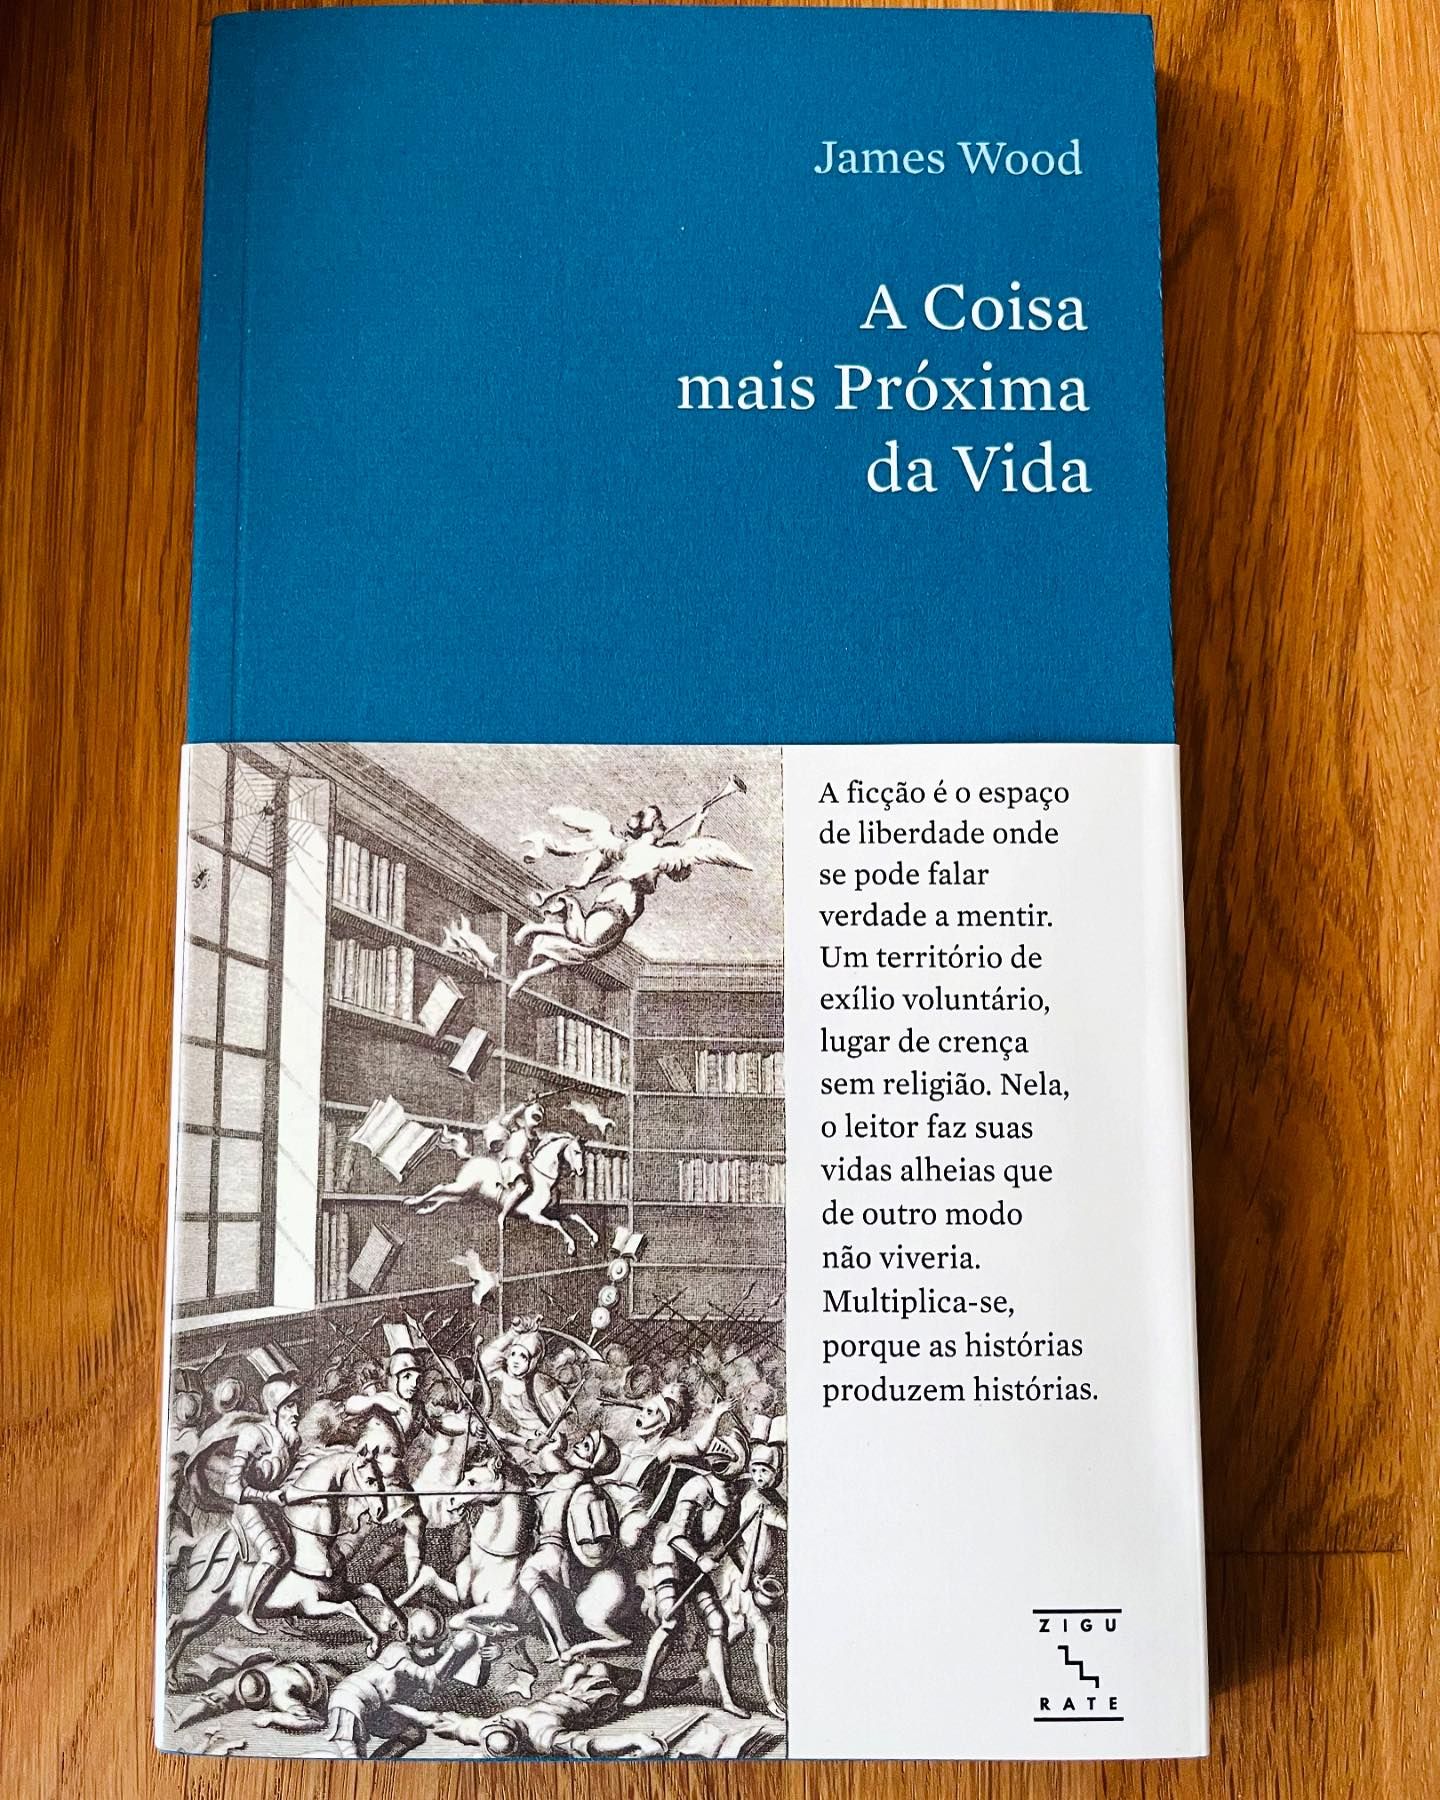 James Wood
A Coisa
mais Próxima
da Vida
A ficção é o espaço
de liberdade onde
se pode falar
verdade a mentir.
Um território de
exílio voluntário,
lugar de crença
sem religião. Nela,
o leitor faz suas
vidas alheias que
de outro modo
não viveria.
Multiplica-se,
porque as histórias
produzem histórias.
ZIGU
RATE